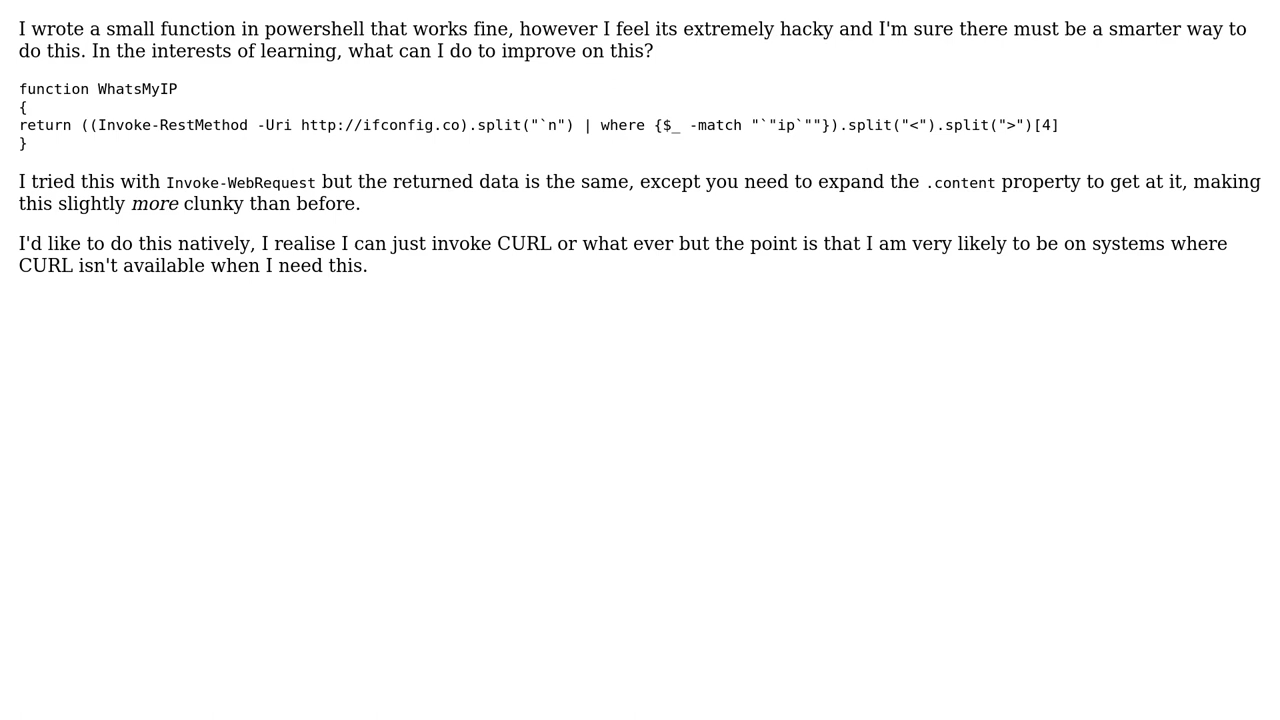 I wrote a small function in powershell that works fine, however I feel its extremely hacky and I'm sure there must be a smarter way to
do this. In the interests of learning, what can I do to improve on this?
function WhatsMyIP
{
return ((Invoke-RestMethod -Uri http://ifconfig.co).split("`n") | where {$_ -match "`"ip`""}).split("<").split(">")[4]
}
I tried this with Invoke-WebRequest but the returned data is the same, except you need to expand the .content property to get at it, making
this slightly more clunky than before.
I'd like to do this natively, I realise I can just invoke CURL or what ever but the point is that I am very likely to be on systems where
CURL isn't available when I need this.